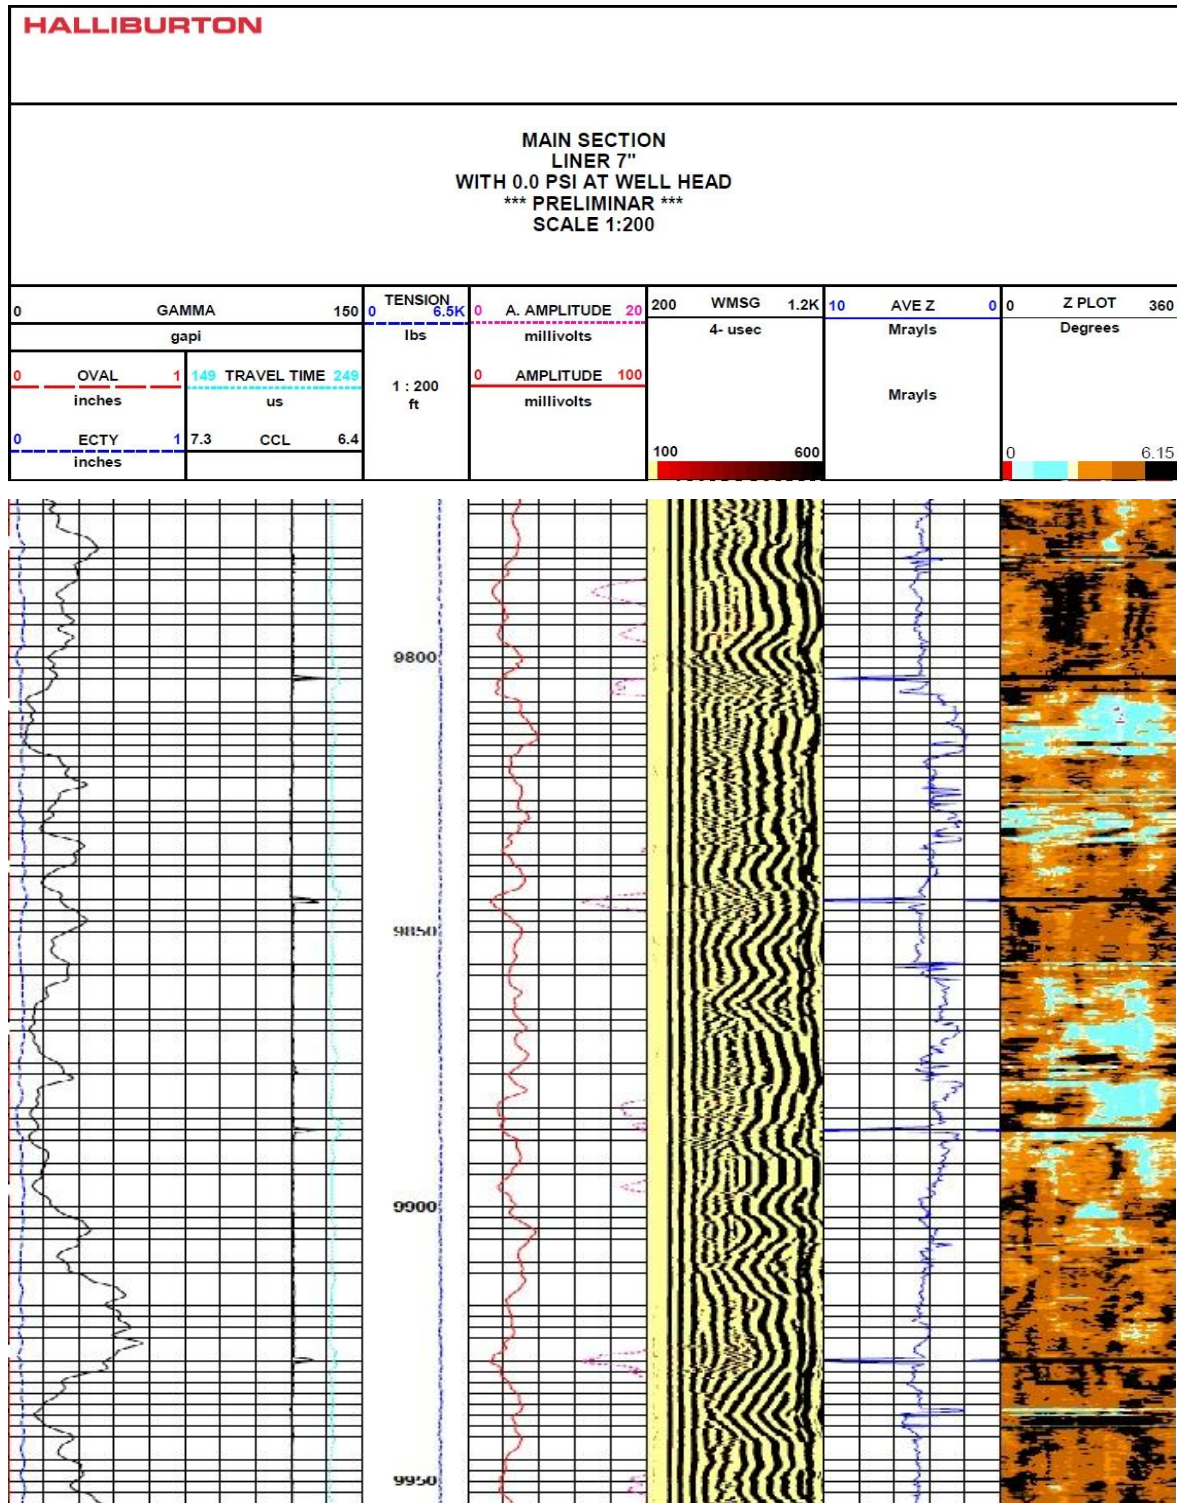 HALLIBURTON
MAIN SECTION
LINER 7"
WITH 0.0 PSI AT WELL HEAD
*** PRELIMINAR ***
SCALE 1:200
0 GAMMA 150
gapi
0 OVAL 1
inches
0 ECTY 1
inches
149 TRAVEL TIME 249
us
7.3 CCL 6.4
TENSION
0 6.5K
lbs
1 : 200
ft
0 A. AMPLITUDE 20
millivolts
0 AMPLITUDE 100
millivolts
200 WMSG 1.2K
4- usec
100 600
10 AVE Z 0
Mrayls
Mrayls
0 Z PLOT 360
Degrees
0 6.15
9800
9850
9900
9950